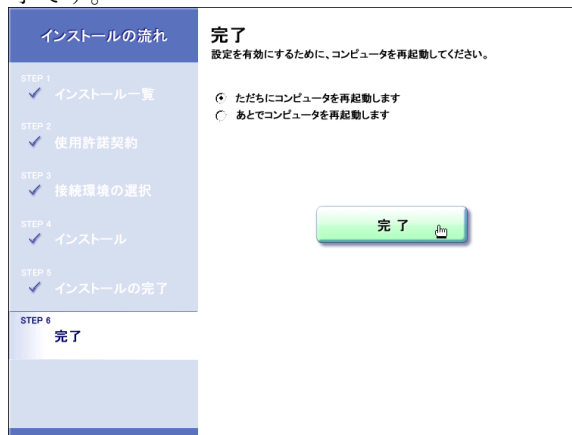 です。
インストールの流れ
STEP 1
インストール一覧
STEP 2
使用許諾契約
STEP 3
接続環境の選択
STEP 4
インストール
STEP 5
インストールの完了
STEP 6
完了
完了
設定を有効にするために、コンピュータを再起動してください。
ただちにコンピュータを再起動します
あとでコンピュータを再起動します
完了